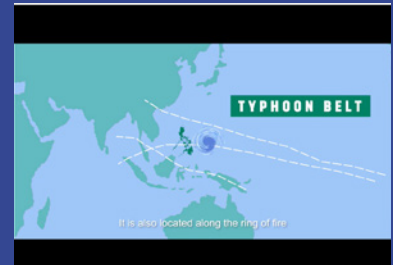 TYPHOON BELT
It is also located along the ring of fire